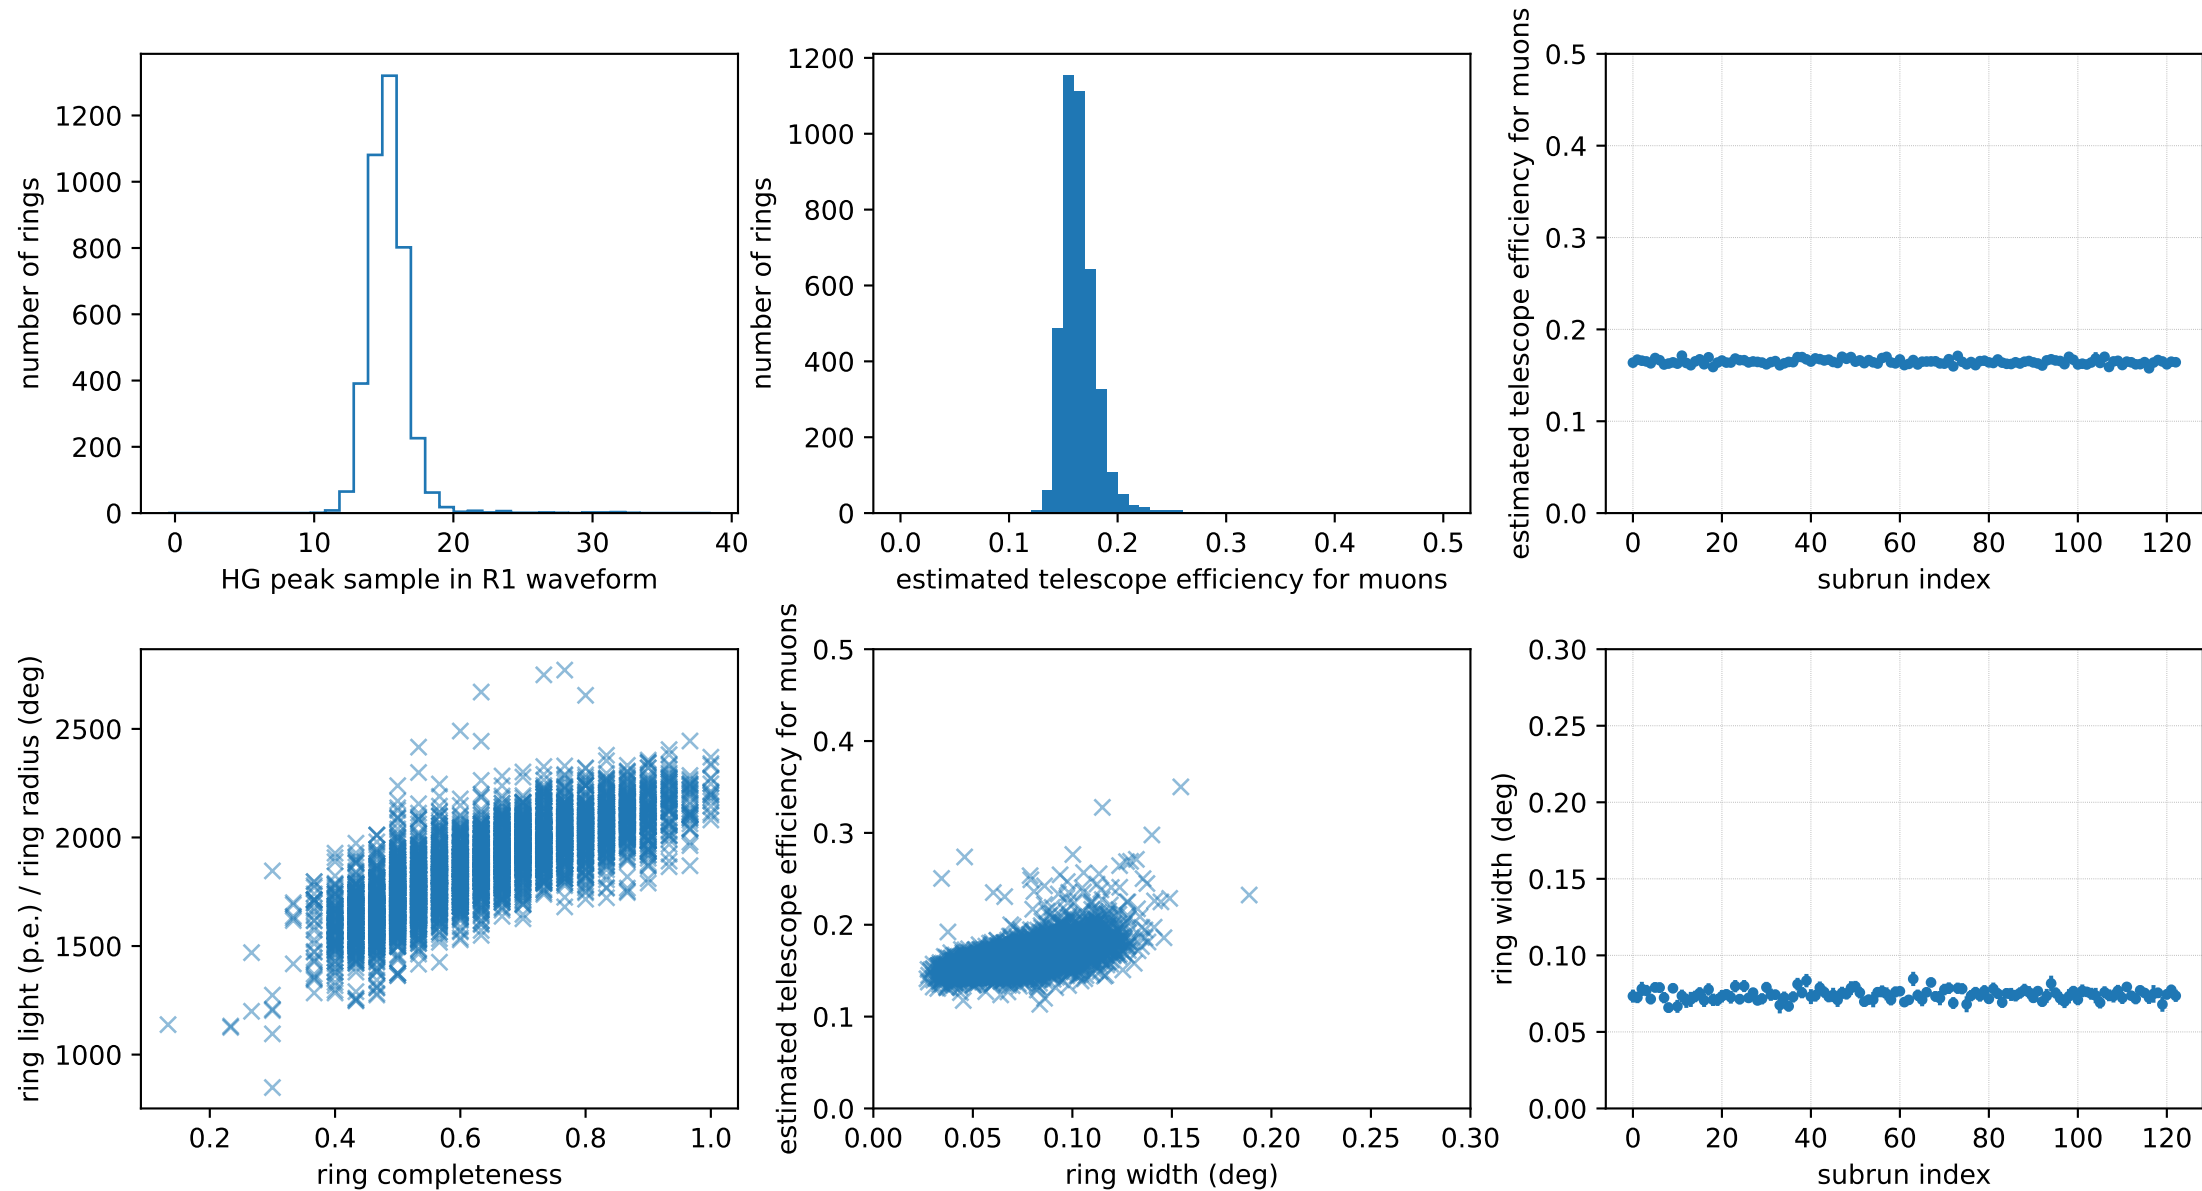 number of rings
1200
1000
800
600
400
200
0
0 10 20 30 40
HG peak sample in R1 waveform
number of rings
1200
1000
800
600
400
200
0
0.0 0.1 0.2 0.3 0.4 0.5
estimated telescope efficiency for muons
estimated telescope efficiency for muons
0.5
0.4
0.3
0.2
0.1
0.0
0 20 40 60 80 100 120
subrun index
ring light (p.e.) / ring radius (deg)
2500
2000
1500
1000
0.2 0.4 0.6 0.8 1.0
ring completeness
estimated telescope efficiency for muons
0.5
0.4
0.3
0.2
0.1
0.0
0.00 0.05 0.10 0.15 0.20 0.25 0.30
ring width (deg)
ring width (deg)
0.30
0.25
0.20
0.15
0.10
0.05
0.00
0 20 40 60 80 100 120
subrun index